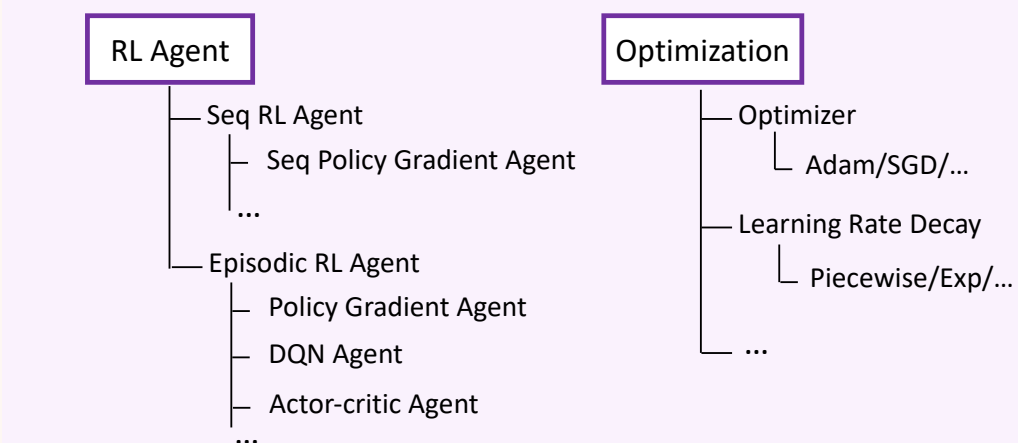 RL Agent
Seq RL Agent
Seq Policy Gradient Agent
...
Episodic RL Agent
Policy Gradient Agent
DQN Agent
Actor-critic Agent
...
Optimization
Optimizer
Adam/SGD/...
Learning Rate Decay
Piecewise/Exp/...
...